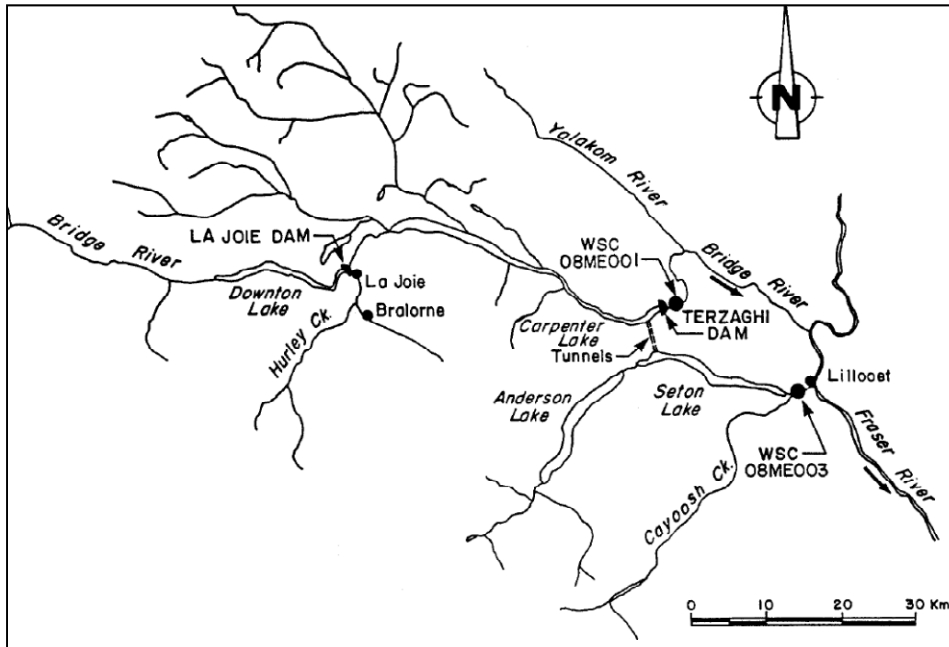 N
Yalakom River
Bridge River
LA JOIE DAM
WSC
08ME001
Bridge River
La Joie
Downton
Lake
Bralorne
TERZAGHI
DAM
Hurley Ck.
Carpenter
Lake
Tunnels
Lillooet
Anderson
Lake
Seton
Lake
WSC
08ME003
Fraser River
Cayoosh Ck.
0 10 20 30 Km